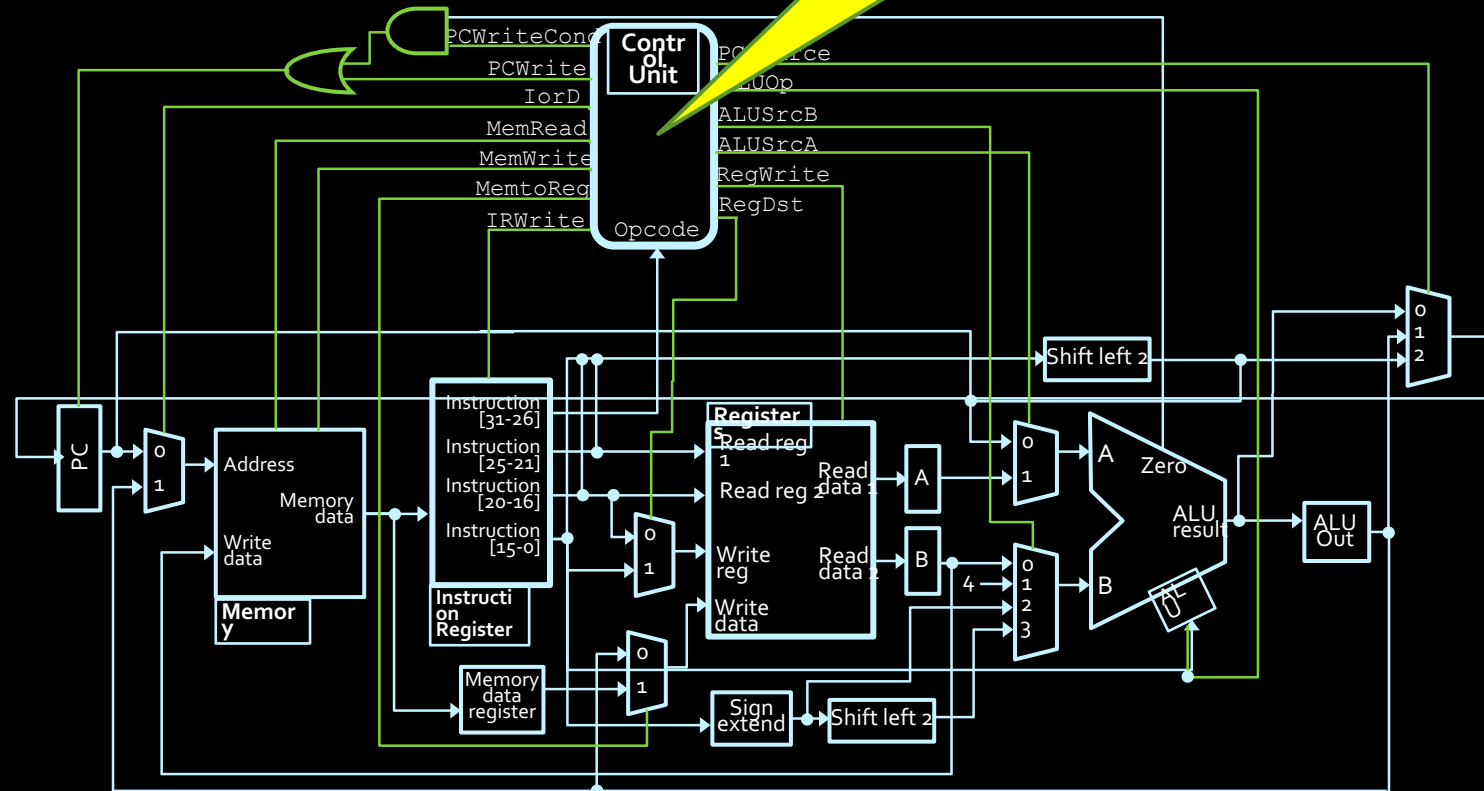 PCWriteCond
PCWrite
IorD
MemRead
MemWrite
MemtoReg
IRWrite
Contr
ol
Unit
Opcode
ALUOp
ALUSrcB
ALUSrcA
RegWrite
RegDst
PC
0
1
Address
Memory
data
Write
data
Memor
y
Instruction
[31-26]
Instruction
[25-21]
Instruction
[20-16]
Instruction
[15-0]
Instructi
on
Register
Memory
data
register
0
1
0
1
Register
s
Read reg
1
Read reg 2
Write
reg
Write
data
Read
data 1
Read
data 2
Sign
extend
Shift left 2
A
B
4
0
1
0
1
2
3
Shift left 2
A
B
Zero
ALU
result
AL
U
ALU
Out
0
1
2